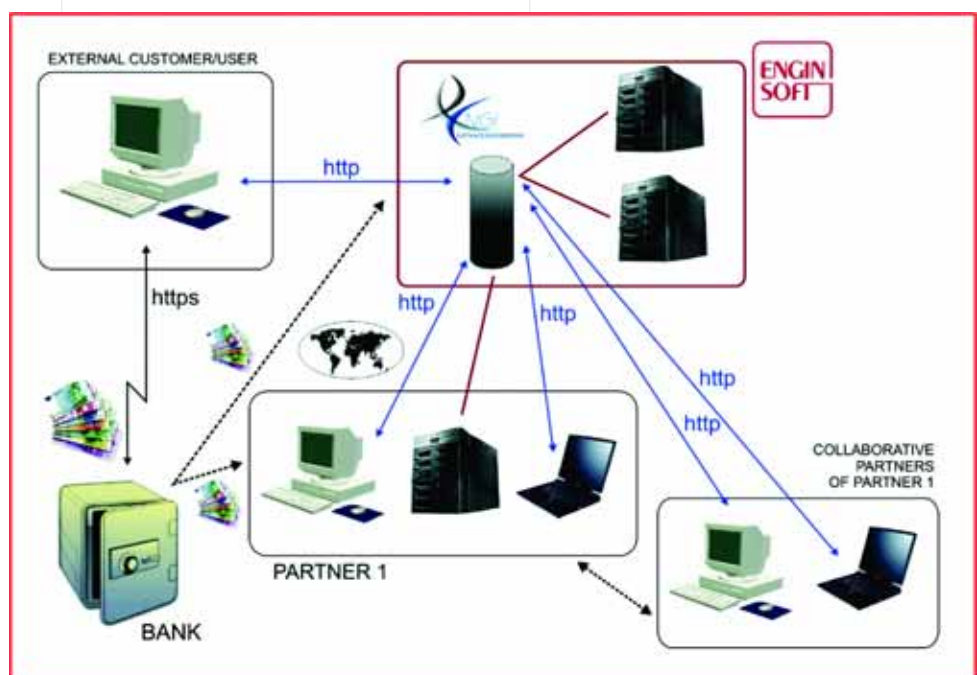 EXTERNAL CUSTOMER/USER
ENGIN
SOFT
http
https
http
http
http
http
COLLABORATIVE
PARTNERS
OF PARTNER 1
PARTNER 1
BANK